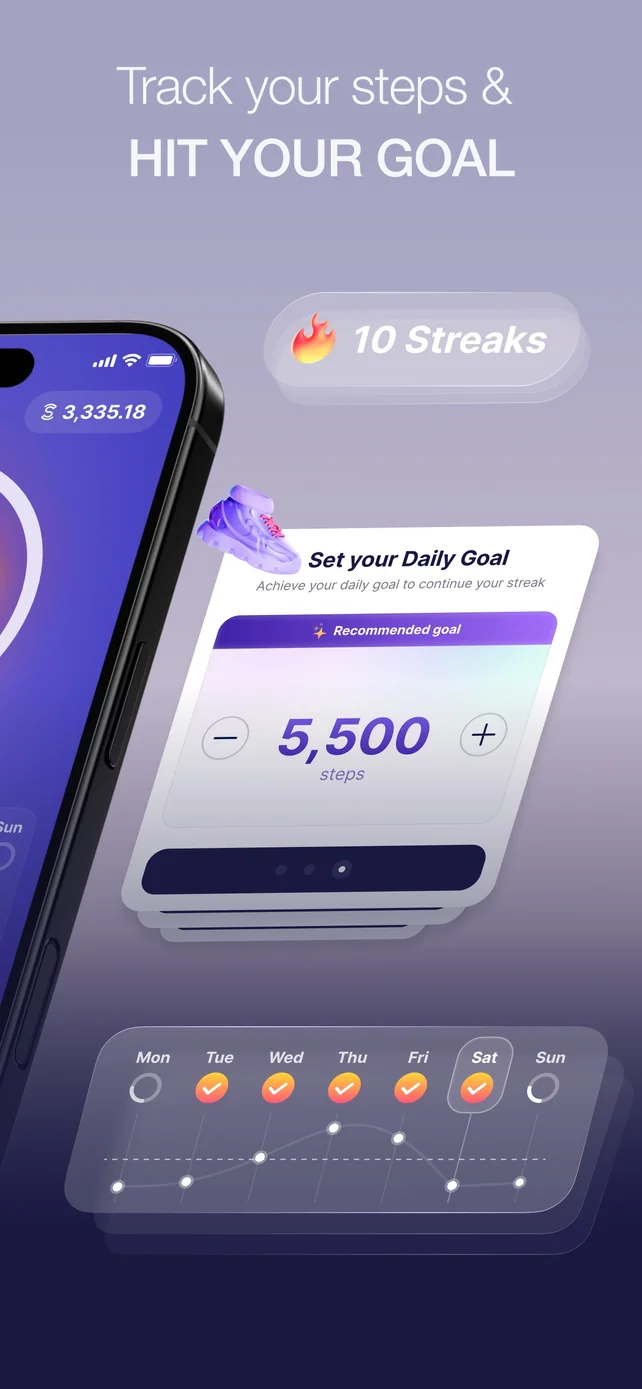 Track your steps &
HIT YOUR GOAL
10 Streaks
3,335.18
Set your Daily Goal
Achieve your daily goal to continue your streak
Recommended goal
5,500
steps
Sun
Mon Tue Wed Thu Fri Sat Sun